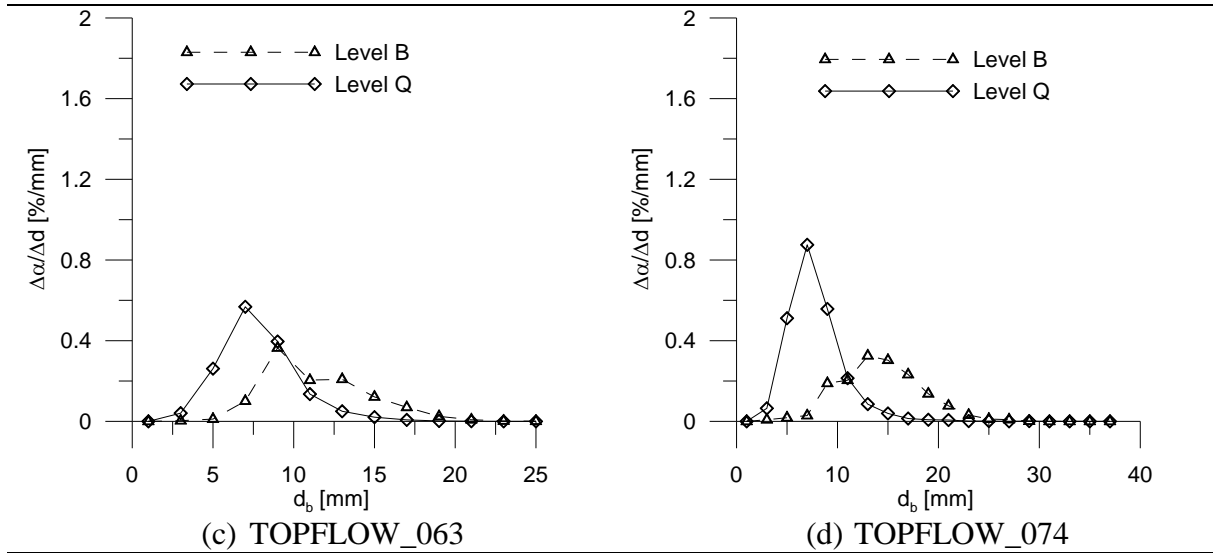 2
1.6
1.2
0.8
0.4
0
Δα/Δd [%/mm]
Level B
Level Q
0 5 10 15 20 25
d_b [mm]
(c) TOPFLOW_063
2
1.6
1.2
0.8
0.4
0
Δα/Δd [%/mm]
Level B
Level Q
0 10 20 30 40
d_b [mm]
(d) TOPFLOW_074